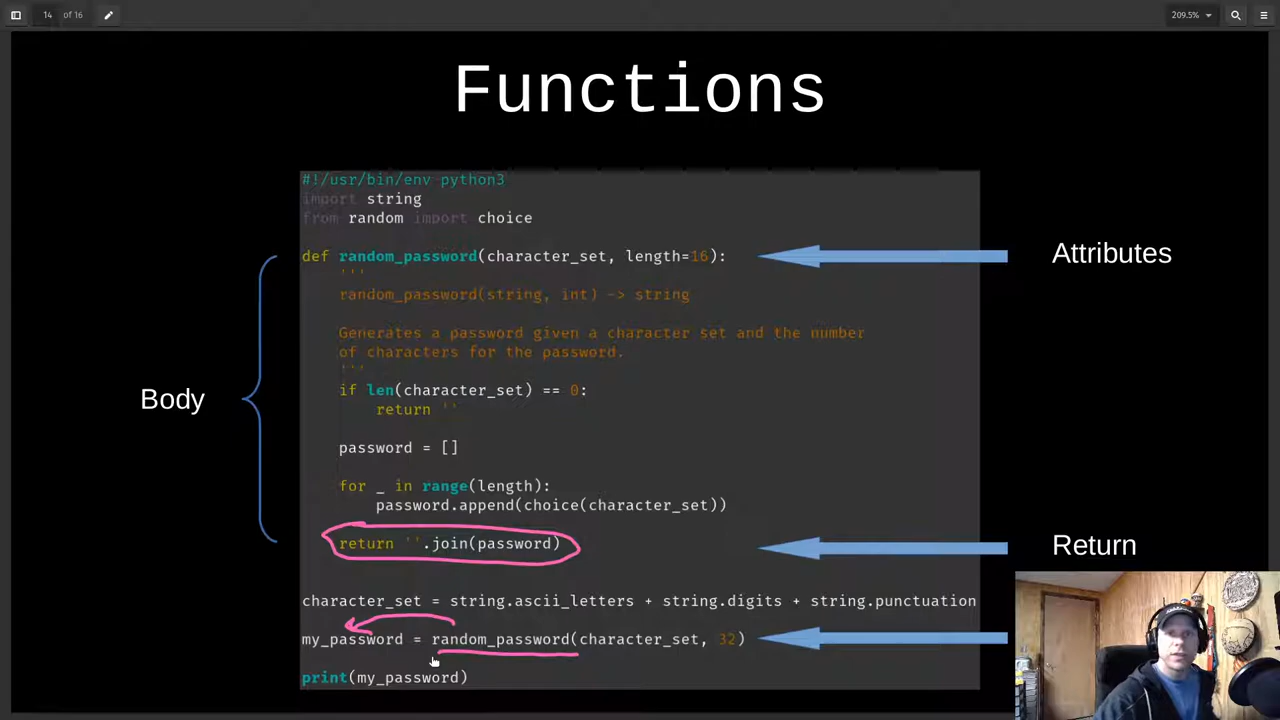 14 of 16
209.5%
Functions
#!/usr/bin/env python3
import string
from random import choice
def random_password(character_set, length=16):
'''
random_password(string, int) -> string
Generates a password given a character set and the number
of characters for the password.
'''
if len(character_set) == 0:
return ''
password = []
for _ in range(length):
password.append(choice(character_set))
return ''.join(password)
character_set = string.ascii_letters + string.digits + string.punctuation
my_password = random_password(character_set, 32)
print(my_password)
Attributes
Body
Return